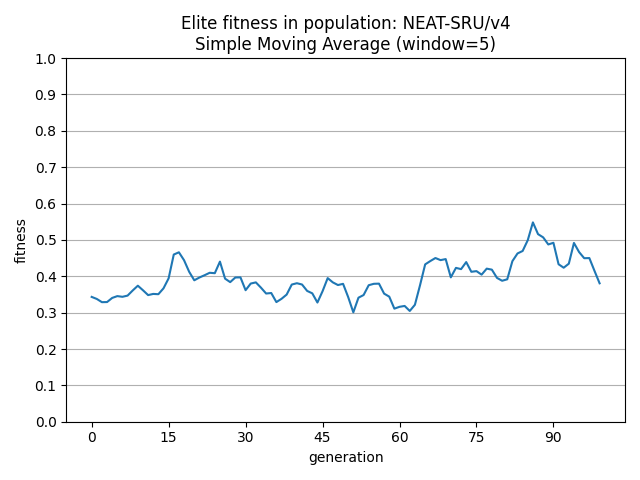 Elite fitness in population: NEAT-SRU/v4
Simple Moving Average (window=5)
1.0
0.9
0.8
0.7
0.6
0.5
0.4
0.3
0.2
0.1
0.0
fitness
0 15 30 45 60 75 90
generation